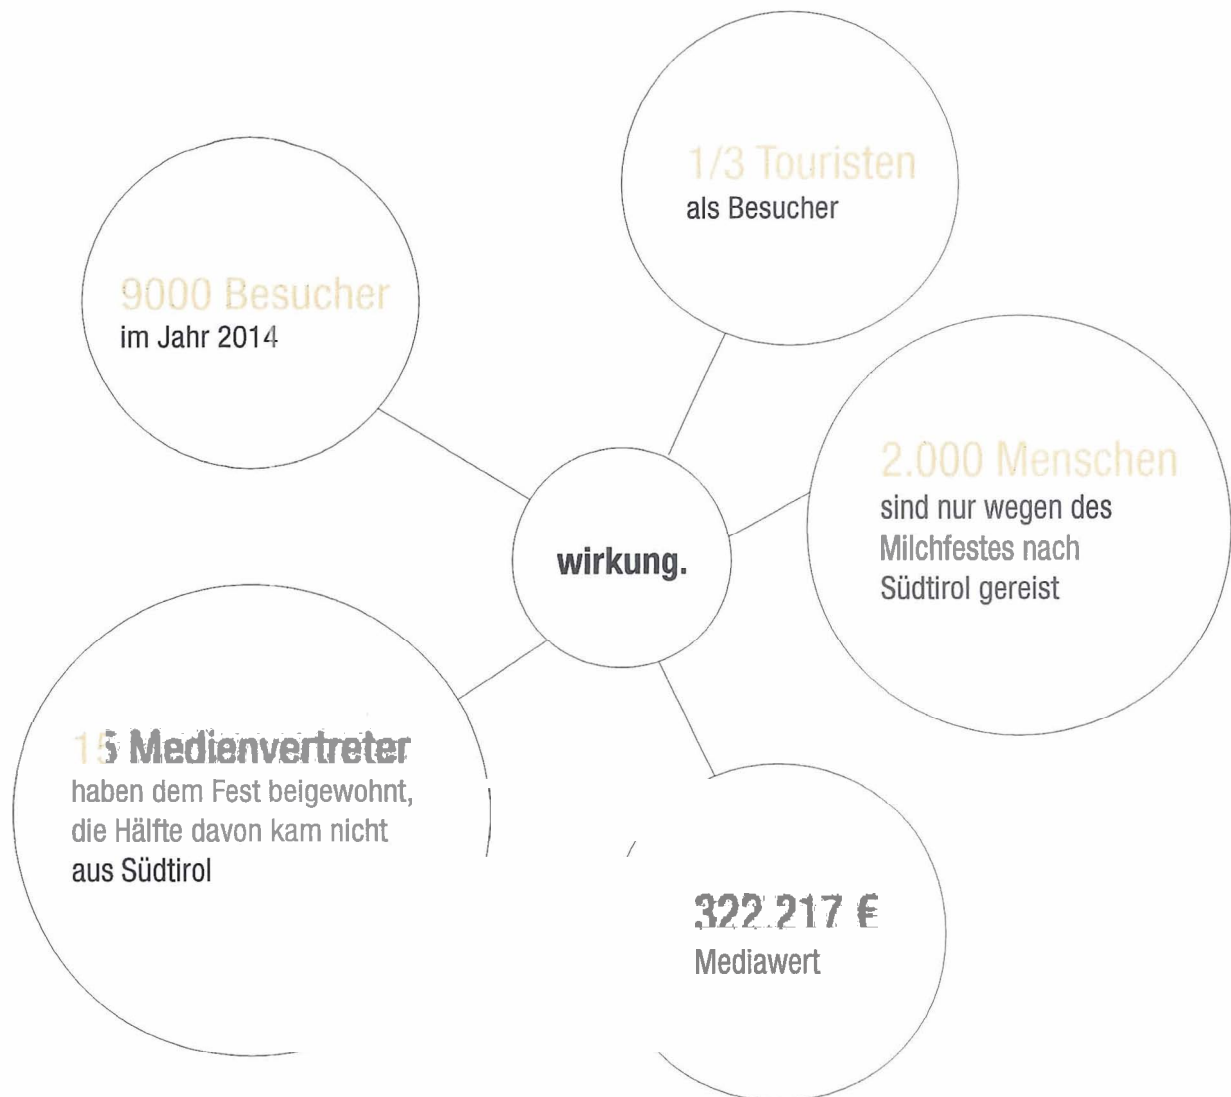 1/3 Touristen
als Besucher
9000 Besucher
im Jahr 2014
2.000 Menschen
sind nur wegen des
Milchfestes nach
Südtirol gereist
wirkung.
15 Medienvertreter
haben dem Fest beigewohnt,
die Hälfte davon kam nicht
aus Südtirol
322.217 €
Mediawert